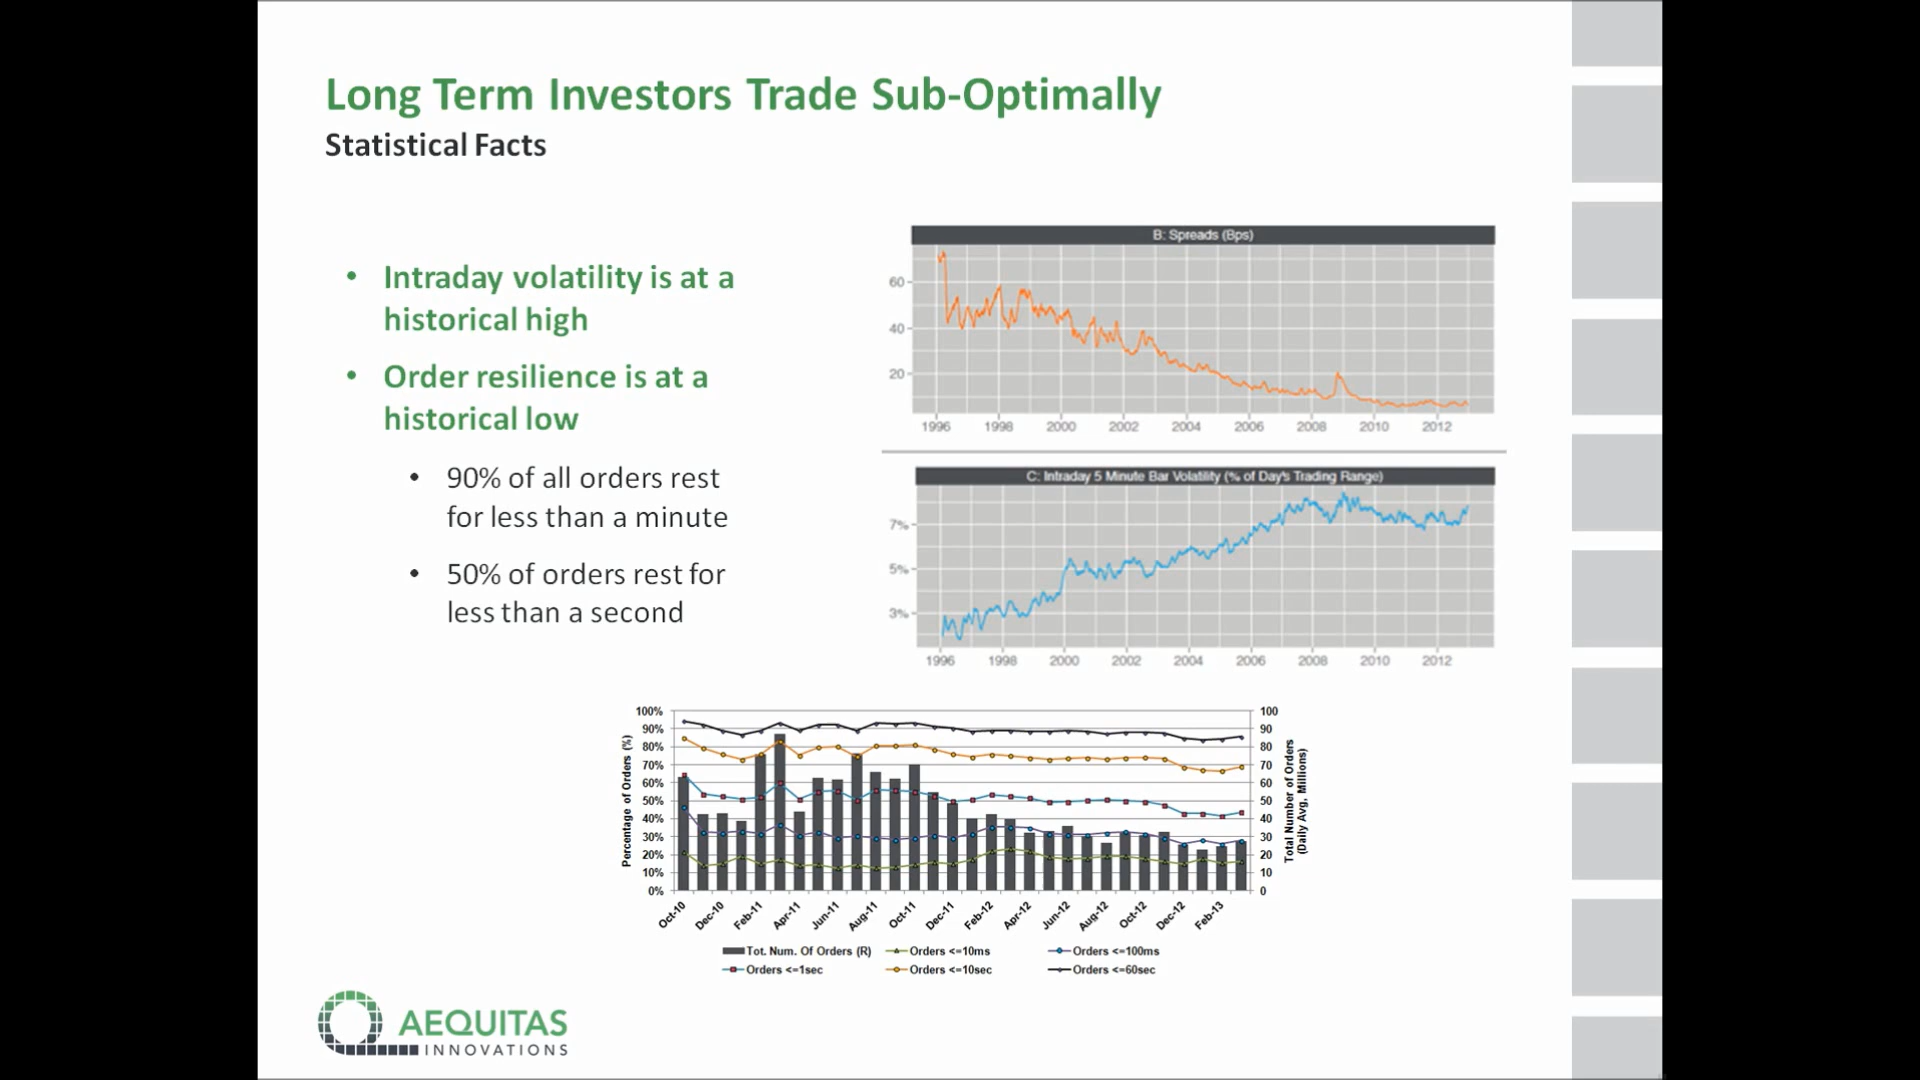 Long Term Investors Trade Sub-Optimally
Statistical Facts
• Intraday volatility is at a
historical high
• Order resilience is at a
historical low
• 90% of all orders rest
for less than a minute
• 50% of orders rest for
less than a second
B: Spreads (Bps)
60
40
20
1996 1998 2000 2002 2004 2006 2008 2010 2012
C: Intraday 5 Minute Bar Volatility (% of Day's Trading Range)
7%
5%
3%
1996 1998 2000 2002 2004 2006 2008 2010 2012
Percentage of Orders (%)
100%
90%
80%
70%
60%
50%
40%
30%
20%
10%
0%
100
90
80
70
60
50
40
30
20
10
0
Total Number of Orders
(Daily Avg, Millions)
Oct-10 Dec-10 Feb-11 Apr-11 Jun-11 Aug-11 Oct-11 Dec-11 Feb-12 Apr-12 Jun-12 Aug-12 Oct-12 Dec-12 Feb-13
Tot. Num. Of Orders (R) Orders <=10ms Orders <=100ms
Orders <=1sec Orders <=10sec Orders <=60sec
AEQUITAS
INNOVATIONS